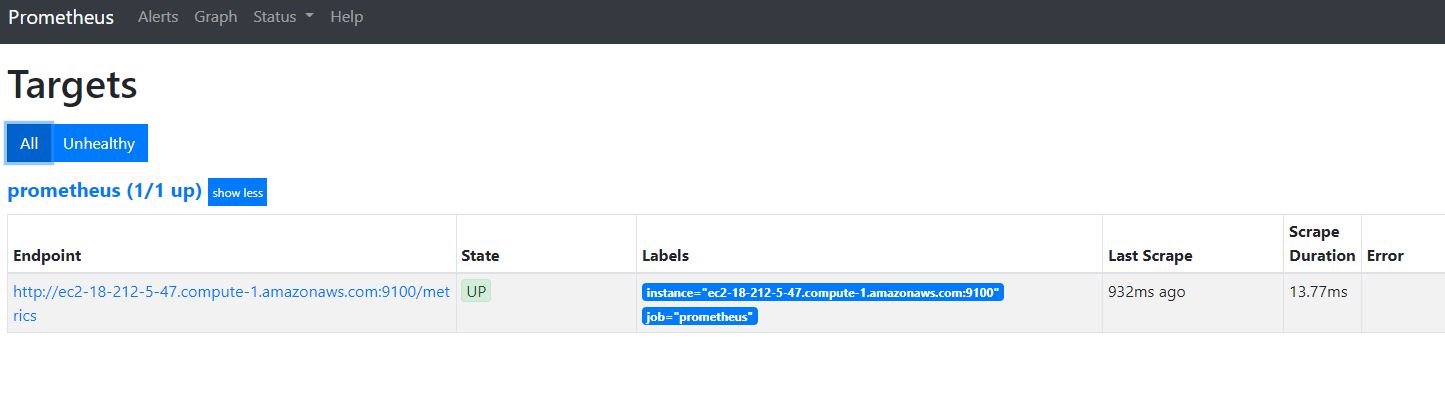 Prometheus Alerts Graph Status Help
Targets
All Unhealthy
prometheus (1/1 up) show less
Endpoint State Labels Last Scrape Scrape Duration Error
http://ec2-18-212-5-47.compute-1.amazonaws.com:9100/met
rics
UP
instance="ec2-18-212-5-47.compute-1.amazonaws.com:9100"
job="prometheus"
932ms ago
13.77ms